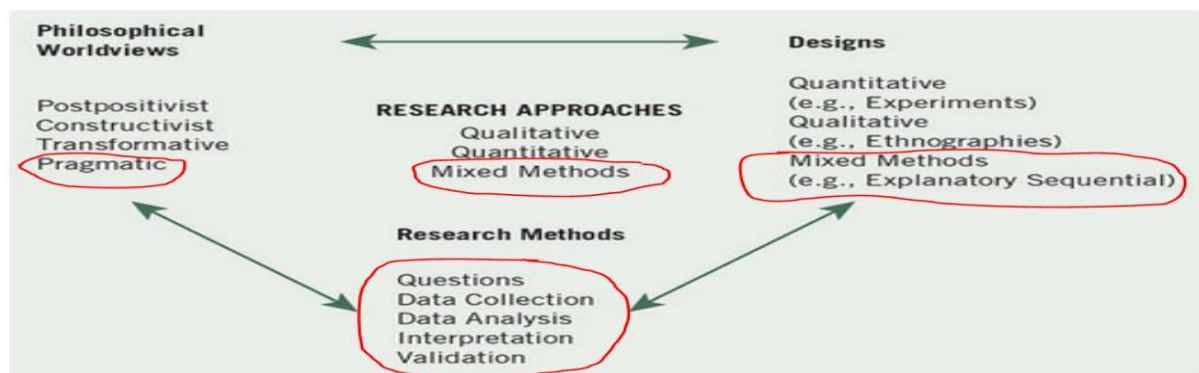 Philosophical
Worldviews
Postpositivist
Constructivist
Transformative
Pragmatic
RESEARCH APPROACHES
Qualitative
Quantitative
Mixed Methods
Designs
Quantitative
(e.g., Experiments)
Qualitative
(e.g., Ethnographies)
Mixed Methods
(e.g., Explanatory Sequential)
Research Methods
Questions
Data Collection
Data Analysis
Interpretation
Validation